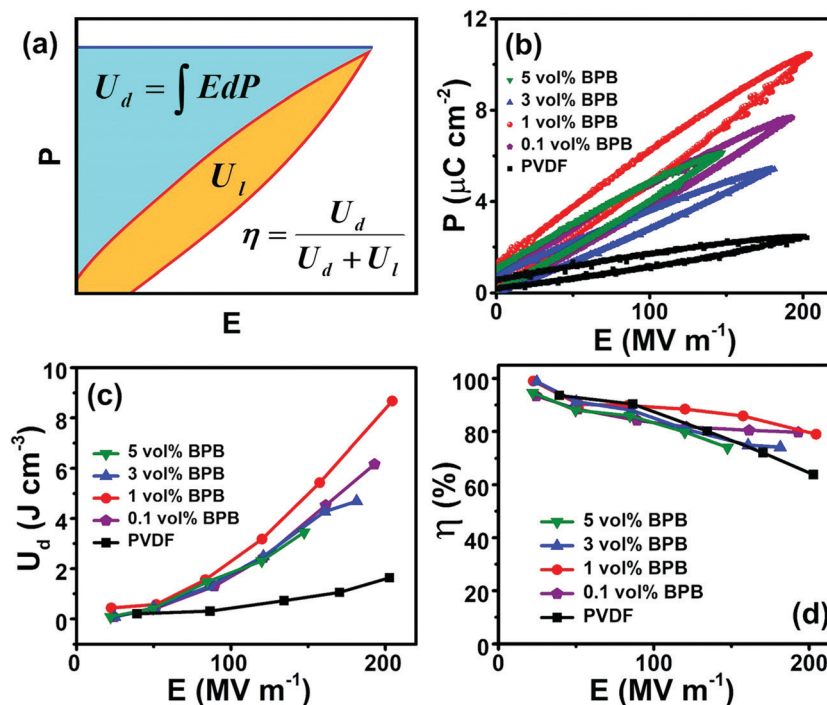 (a)
U_d = ∫ EdP
U_l
η = U_d / (U_d + U_l)
P
E
(b)
5 vol% BPB
3 vol% BPB
1 vol% BPB
0.1 vol% BPB
PVDF
P (μC cm⁻²)
12
8
4
0
0 100 200
E (MV m⁻¹)
(c)
5 vol% BPB
3 vol% BPB
1 vol% BPB
0.1 vol% BPB
PVDF
U_d (J cm⁻³)
10
8
6
4
2
0
0 100 200
E (MV m⁻¹)
100
80
60
40
20
0
η (%)
5 vol% BPB
3 vol% BPB
1 vol% BPB
0.1 vol% BPB
PVDF
(d)
0 50 100 150 200
E (MV m⁻¹)